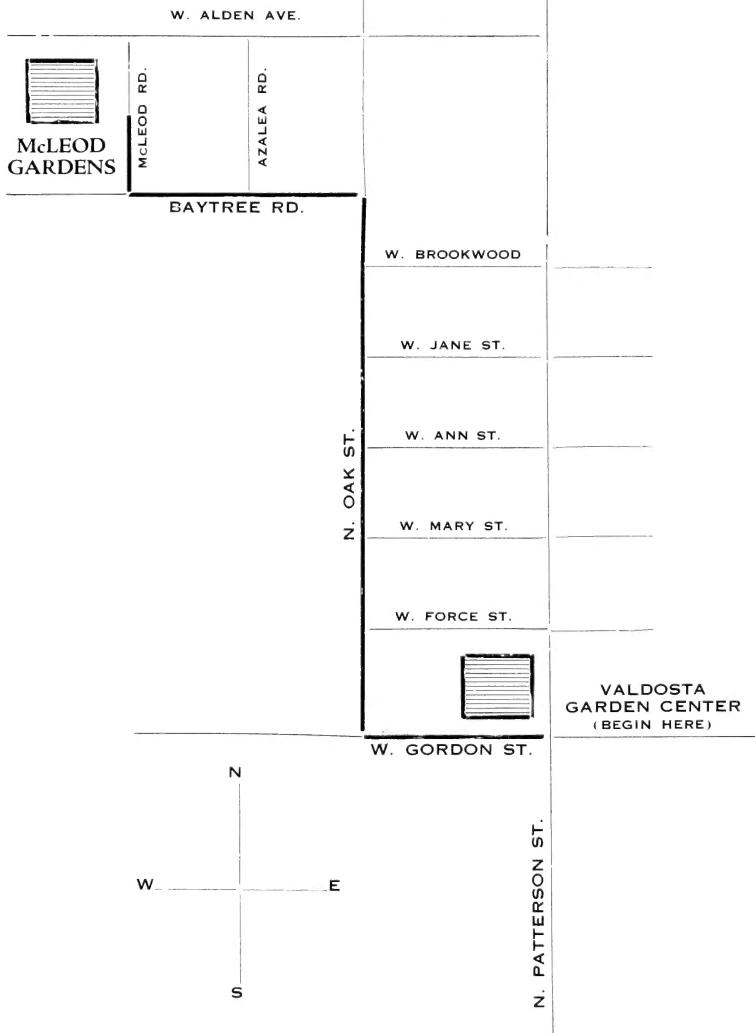 W. ALDEN AVE.
McLEOD RD.
AZALEA RD.
McLEOD
GARDENS
BAYTREE RD.
W. BROOKWOOD
W. JANE ST.
N. OAK ST.
W. ANN ST.
W. MARY ST.
W. FORCE ST.
VALDOSTA
GARDEN CENTER
(BEGIN HERE)
W. GORDON ST.
N
W
E
S
N. PATTERSON ST.